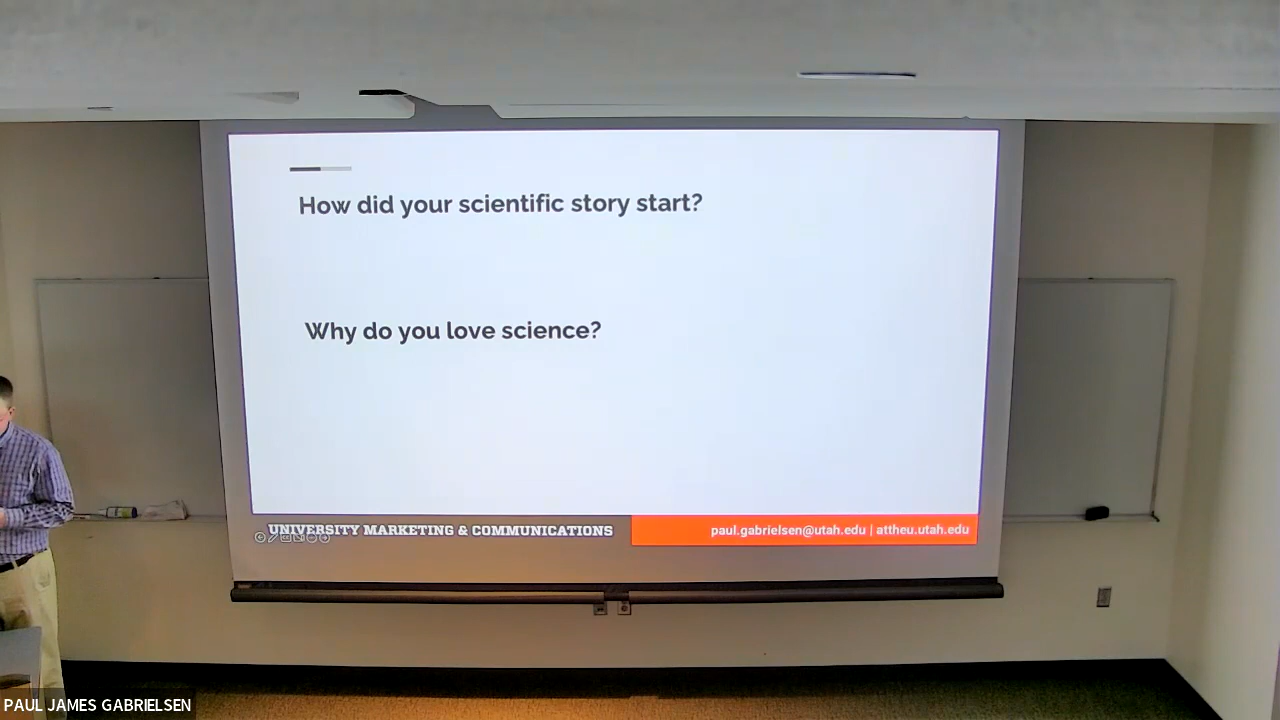 How did your scientific story start?
Why do you love science?
UNIVERSITY MARKETING & COMMUNICATIONS
paul.gabrielsen@utah.edu | attheu.utah.edu
PAUL JAMES GABRIELSEN